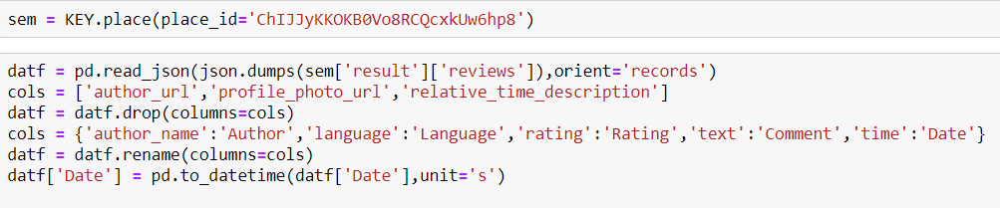 sem = KEY.place(place_id='ChIJJyKKOKB0Vo8RCQcxkUw6hp8')
datf = pd.read_json(json.dumps(sem['result']['reviews']),orient='records')
cols = ['author_url','profile_photo_url','relative_time_description']
datf = datf.drop(columns=cols)
cols = {'author_name':'Author','language':'Language','rating':'Rating','text':'Comment','time':'Date'}
datf = datf.rename(columns=cols)
datf['Date'] = pd.to_datetime(datf['Date'],unit='s')